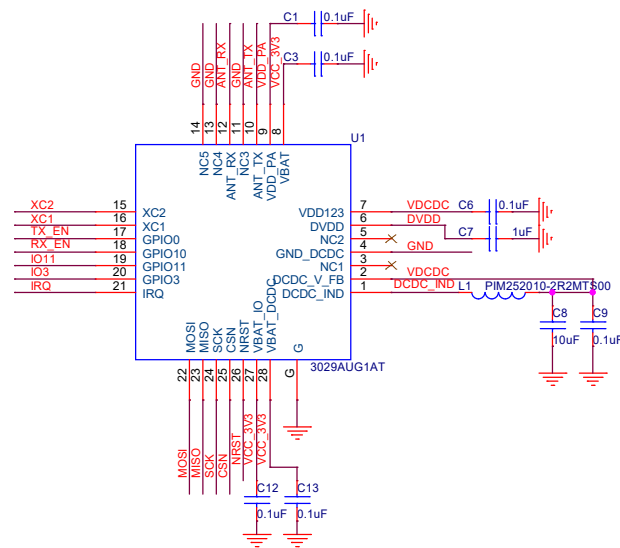 C1 0.1uF
C3 0.1uF
GND GND ANT_RX GND ANT_TX VDD_PA VCC_3V3
14 13 12 11 10 9 8
U1
NC5 NC4 ANT_RX NC3 ANT_TX VDD_PA VBAT
XC2 15 XC2
XC1 16 XC1
TX_EN 17 GPIO0
RX_EN 18 GPIO10
IO11 19 GPIO11
IO3 20 GPIO3
IRQ 21 IRQ
VDD123 7 VDCDC C6 0.1uF
DVDD 6 DVDD C7 1uF
NC2 5
GND_DCDC 4 GND
NC1 3
DCDC_V_FB 2 VDCDC
DCDC_IND 1 DCDC_IND L1 PIM252010-2R2MTS00
C8 C9
10uF 0.1uF
MOSI MISO SCK CSN NRST VBAT_IO VBAT_DCDC G
3029AUG1AT
22 23 24 25 26 27 28 G
MOSI MISO SCK CSN NRST VCC_3V3 VCC_3V3
C12 C13
0.1uF 0.1uF